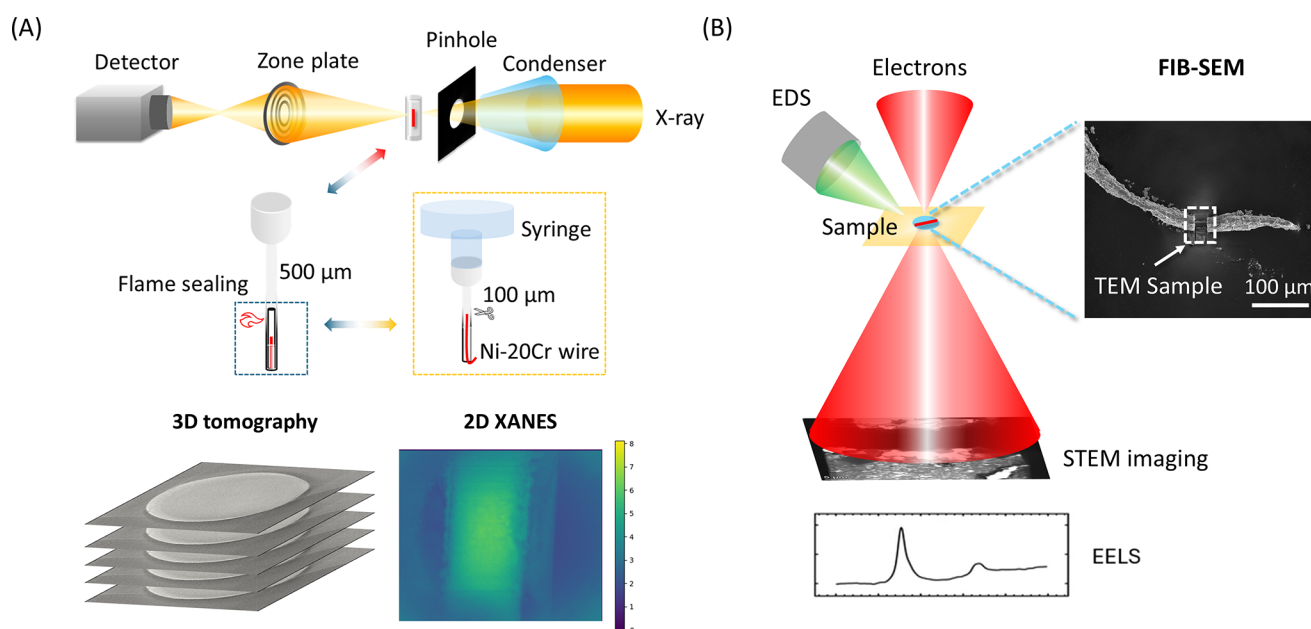 (A)
Detector
Zone plate
Pinhole
Condenser
X-ray
Flame sealing
500 μm
Syringe
100 μm
Ni-20Cr wire
3D tomography
2D XANES
8
7
6
5
4
3
2
1
0
(B)
Electrons
EDS
Sample
FIB-SEM
TEM Sample
100 μm
STEM imaging
EELS